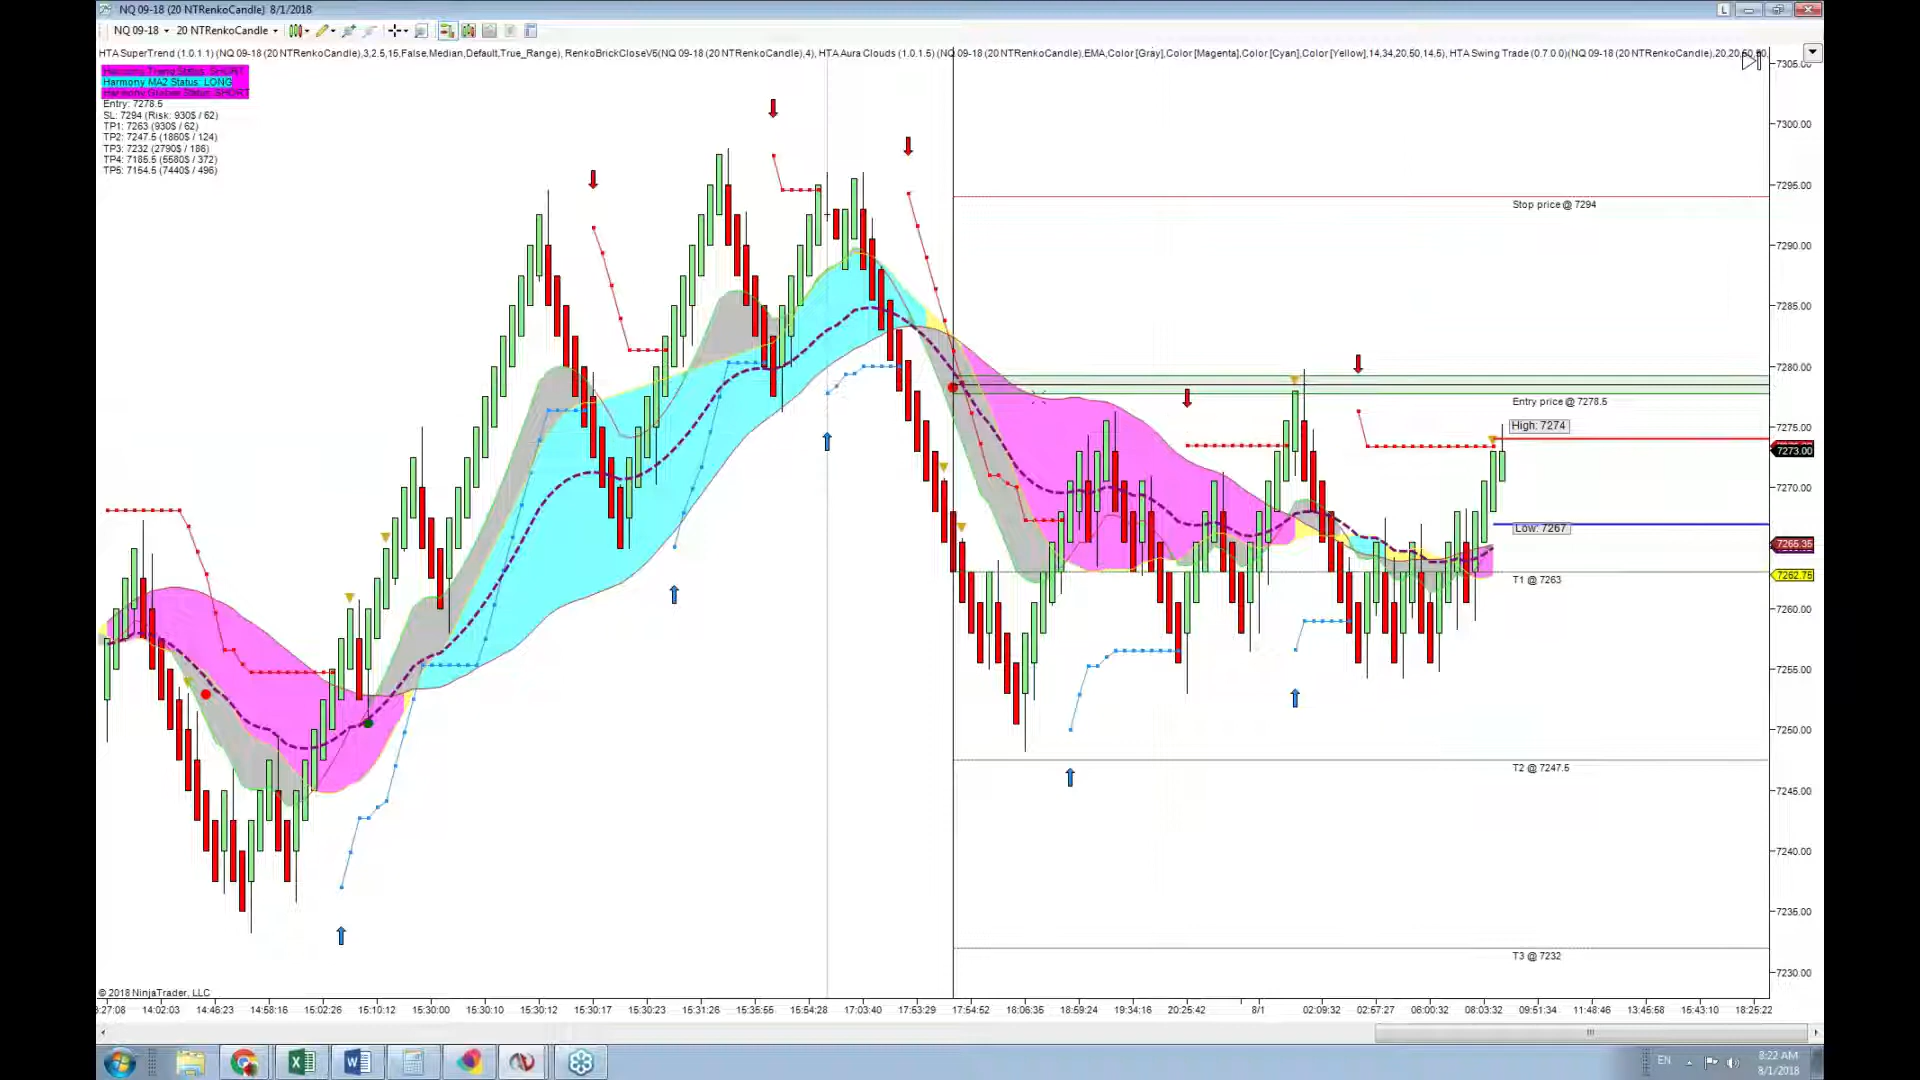 NQ 09-18 (20 NTRenkoCandle) 8/1/2018
L
NQ 09-18 20 NTRenkoCandle
HTA SuperTrend (1.0.1.1) (NQ 09-18 (20 NTRenkoCandle),3,2.5,15,False,Median,Default,True_Range), RenkoBrickCloseV6(NQ 09-18 (20 NTRenkoCandle),4), HTA Aura Clouds (1.0.1.5) (NQ 09-18 (20 NTRenkoCandle),EMA,Color [Gray],Color [Magenta],Color [Cyan],Color [Yellow],14,34,20,50,14,5), HTA Swing Trade (0.7.0.0)(NQ 09-18 (20 NTRenkoCandle),20,20,50,50,
Harmony Trend Status: SHORT
Harmony MA2 Status: LONG
Status: SHORT
Entry: 7278.5
SL: 7294 (Risk: 930$ / 62)
TP1: 7263 (930$ / 62)
TP2: 7247.5 (1860$ / 124)
TP3: 7232 (2790$ / 186)
TP4: 7185.5 (5580$ / 372)
TP5: 7154.5 (7440$ / 496)
7305.00
7300.00
7295.00
Stop price @ 7294
7290.00
7285.00
7280.00
Entry price @ 7278.5
High: 7274
7275.00
7273.00
7270.00
Low: 7267
7265.35
T1 @ 7263
7262.75
7260.00
7255.00
7250.00
T2 @ 7247.5
7245.00
7240.00
7235.00
T3 @ 7232
7230.00
© 2018 NinjaTrader, LLC
3:27:08 14:02:03 14:46:23 14:58:16 15:02:26 15:10:12 15:30:00 15:30:10 15:30:12 15:30:17 15:30:23 15:31:26 15:35:55 15:54:28 17:03:40 17:53:29 17:54:52 18:06:35 18:59:24 19:34:16 20:25:42 8/1 02:09:32 02:57:27 06:00:32 08:03:32 09:51:34 11:48:46 13:45:58 15:43:10 18:25:22
EN
8:22 AM
8/1/2018